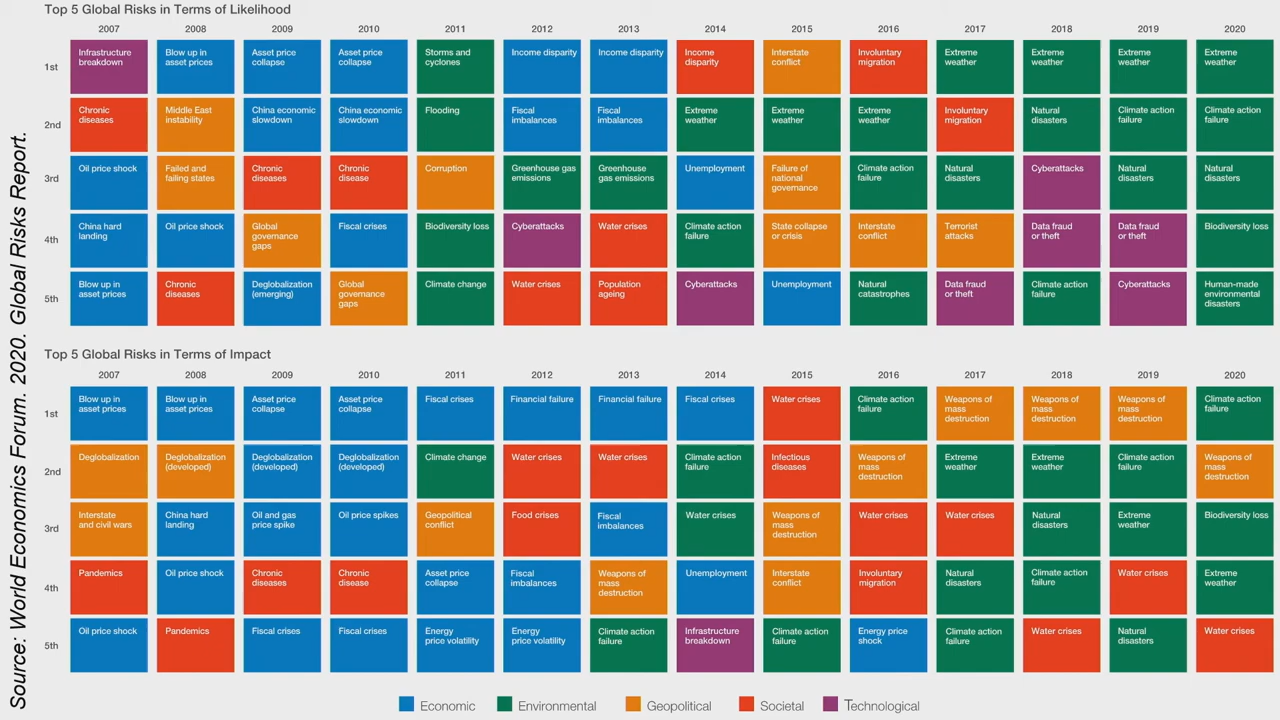 Top 5 Global Risks in Terms of Likelihood
2007 2008 2009 2010 2011 2012 2013 2014 2015 2016 2017 2018 2019 2020
1st
Infrastructure
breakdown
Blow up in
asset prices
Asset price
collapse
Asset price
collapse
Storms and
cyclones
Income disparity
Income disparity
Income
disparity
Interstate
conflict
Involuntary
migration
Extreme
weather
Extreme
weather
Extreme
weather
Extreme
weather
2nd
Chronic
diseases
Middle East
instability
China economic
slowdown
China economic
slowdown
Flooding
Fiscal
imbalances
Fiscal
imbalances
Extreme
weather
Extreme
weather
Extreme
weather
Involuntary
migration
Natural
disasters
Climate action
failure
Climate action
failure
3rd
Oil price shock
Failed and
failing states
Chronic
diseases
Chronic
disease
Corruption
Greenhouse gas
emissions
Greenhouse
gas emissions
Unemployment
Failure of
national
governance
Climate action
failure
Natural
disasters
Cyberattacks
Natural
disasters
Natural
disasters
4th
China hard
landing
Oil price shock
Global
governance
gaps
Fiscal crises
Biodiversity loss
Cyberattacks
Water crises
Climate action
failure
State collapse
or crisis
Interstate
conflict
Terrorist
attacks
Data fraud
or theft
Data fraud
or theft
Biodiversity loss
5th
Blow up in
asset prices
Chronic
diseases
Deglobalization
(emerging)
Global
governance
gaps
Climate change
Water crises
Population
ageing
Cyberattacks
Unemployment
Natural
catastrophes
Data fraud
or theft
Climate action
failure
Cyberattacks
Human-made
environmental
disasters
Top 5 Global Risks in Terms of Impact
2007 2008 2009 2010 2011 2012 2013 2014 2015 2016 2017 2018 2019 2020
1st
Blow up in
asset prices
Blow up in
asset prices
Asset price
collapse
Asset price
collapse
Fiscal crises
Financial failure
Financial failure
Fiscal crises
Water crises
Climate action
failure
Weapons of
mass
destruction
Weapons of
mass
destruction
Weapons of
mass
destruction
Climate action
failure
2nd
Deglobalization
Deglobalization
(developed)
Deglobalization
(developed)
Deglobalization
(developed)
Climate change
Water crises
Water crises
Climate action
failure
Infectious
diseases
Weapons of
mass
destruction
Extreme
weather
Extreme
weather
Climate action
failure
Weapons of
mass
destruction
3rd
Interstate
and civil wars
China hard
landing
Oil and gas
price spike
Oil price spikes
Geopolitical
conflict
Food crises
Fiscal
imbalances
Water crises
Weapons of
mass
destruction
Water crises
Water crises
Natural
disasters
Extreme
weather
Biodiversity loss
4th
Pandemics
Oil price shock
Chronic
diseases
Chronic
disease
Asset price
collapse
Fiscal
imbalances
Weapons of
mass
destruction
Unemployment
Interstate
conflict
Involuntary
migration
Natural
disasters
Climate action
failure
Water crises
Extreme
weather
5th
Oil price shock
Pandemics
Fiscal crises
Fiscal crises
Energy
price volatility
Energy
price volatility
Climate action
failure
Infrastructure
breakdown
Climate action
failure
Energy price
shock
Climate action
failure
Water crises
Natural
disasters
Water crises
Economic Environmental Geopolitical Societal Technological
Source: World Economics Forum. 2020. Global Risks Report.